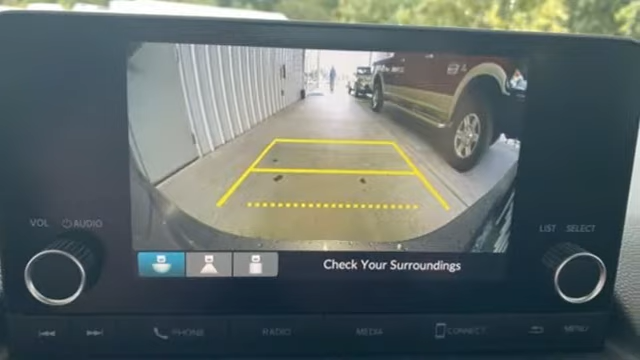 VOL AUDIO
LIST SELECT
Check Your Surroundings
PHONE RADIO MEDIA CONNECT MENU